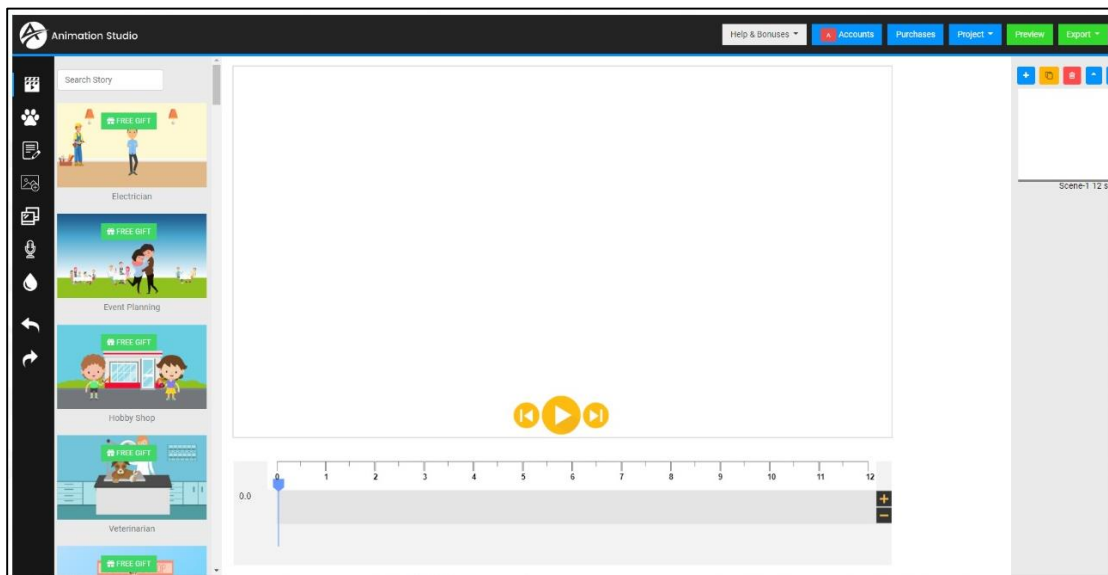 Animation Studio
Help & Bonuses
A Accounts
Purchases
Project
Preview
Export
Search Story
FREE GIFT
Electrician
FREE GIFT
Event Planning
FREE GIFT
Hobby Shop
FREE GIFT
Veterinarian
FREE GIFT
0 1 2 3 4 5 6 7 8 9 10 11 12
0.0
Scene-1 12 s